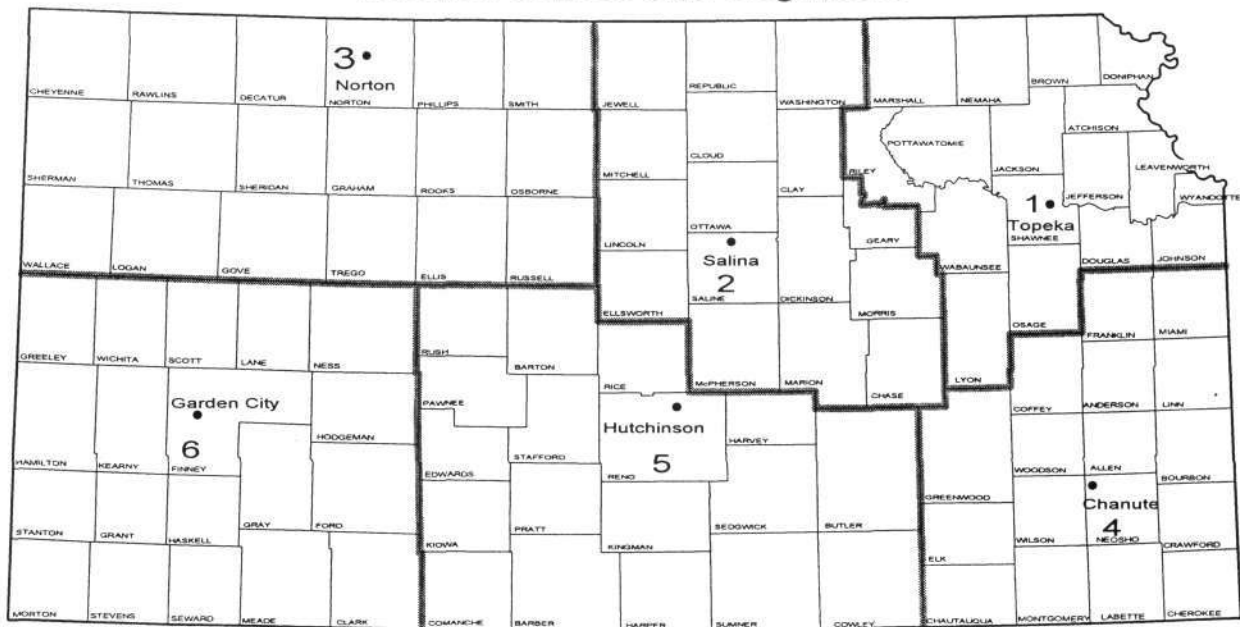 3
Norton
CHEYENNE
RAWLINS
DECATUR
NORTON
PHILLIPS
SMITH
JEWELL
REPUBLIC
WASHINGTON
MARSHALL
NEMAHA
BROWN
DONIPHAN
SHERMAN
THOMAS
SHERIDAN
GRAHAM
ROOKS
OSBORNE
MITCHELL
CLOUD
CLAY
RILEY
POTTAWATOMIE
JACKSON
ATCHISON
JEFFERSON
LEAVENWORTH
WYANDOTTE
1
Topeka
SHAWNEE
WALLACE
LOGAN
GOVE
TREGO
ELLIS
RUSSELL
LINCOLN
OTTAWA
Salina
2
SALINE
DICKINSON
GEARY
WABAUNSEE
DOUGLAS
JOHNSON
ELLSWORTH
MORRIS
OSAGE
FRANKLIN
MIAMI
GREELEY
WICHITA
SCOTT
LANE
NESS
RUSH
BARTON
RICE
McPHERSON
MARION
CHASE
LYON
COFFEY
ANDERSON
LINN
Garden City
6
HAMILTON
KEARNY
FINNEY
HODGEMAN
PAWNEE
EDWARDS
STAFFORD
Hutchinson
5
RENO
HARVEY
GREENWOOD
WOODSON
ALLEN
BOURBON
STANTON
GRANT
HASKELL
GRAY
FORD
KIOWA
PRATT
KINGMAN
SEDGWICK
BUTLER
ELK
WILSON
Chanute
4
NEOSHO
CRAWFORD
MORTON
STEVENS
SEWARD
MEADE
CLARK
COMANCHE
BARBER
HARPER
SUMNER
COWLEY
CHAUTAUQUA
MONTGOMERY
LABETTE
CHEROKEE